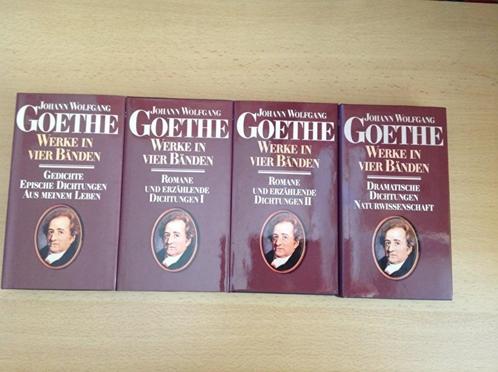 JOHANN WOLFGANG
GOETHE
WERKE IN
VIER BÄNDEN
GEDICHTE
EPISCHE DICHTUNGEN
AUS MEINEM LEBEN
JOHANN WOLFGANG
GOETHE
WERKE IN
VIER BÄNDEN
ROMANE
UND ERZÄHLENDE
DICHTUNGEN I
JOHANN WOLFGANG
GOETHE
WERKE IN
VIER BÄNDEN
ROMANE
UND ERZÄHLENDE
DICHTUNGEN II
JOHANN WOLFGANG
GOETHE
WERKE IN
VIER BÄNDEN
DRAMATISCHE
DICHTUNGEN
NATURWISSENSCHAFT